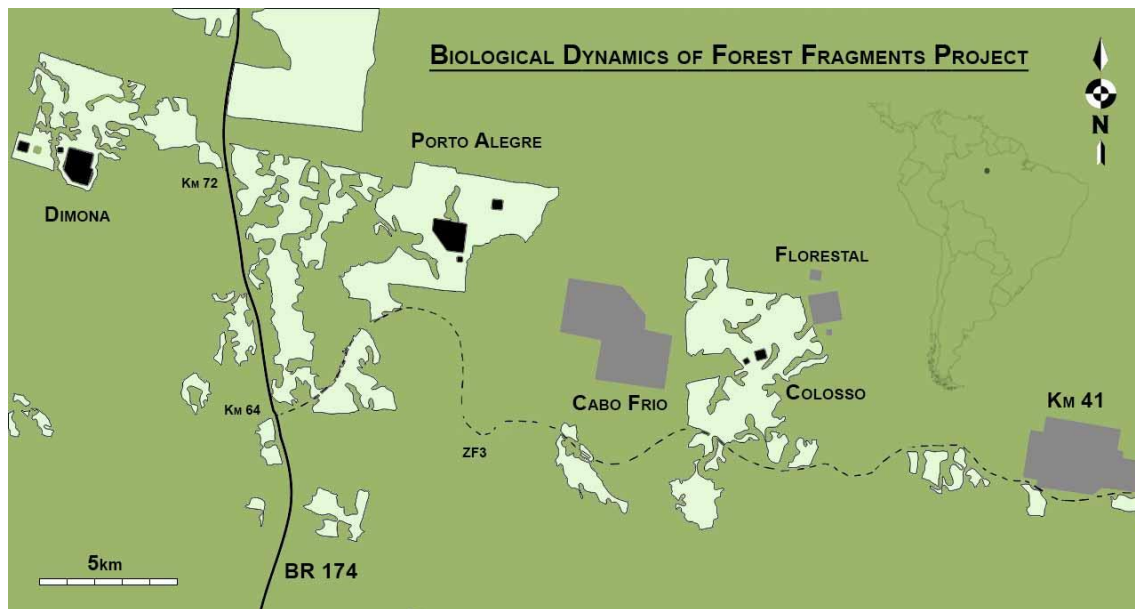 BIOLOGICAL DYNAMICS OF FOREST FRAGMENTS PROJECT
N
PORTO ALEGRE
KM 72
DIMONA
FLORESTAL
KM 64
CABO FRIO
COLOSSO
KM 41
ZF3
5KM
BR 174